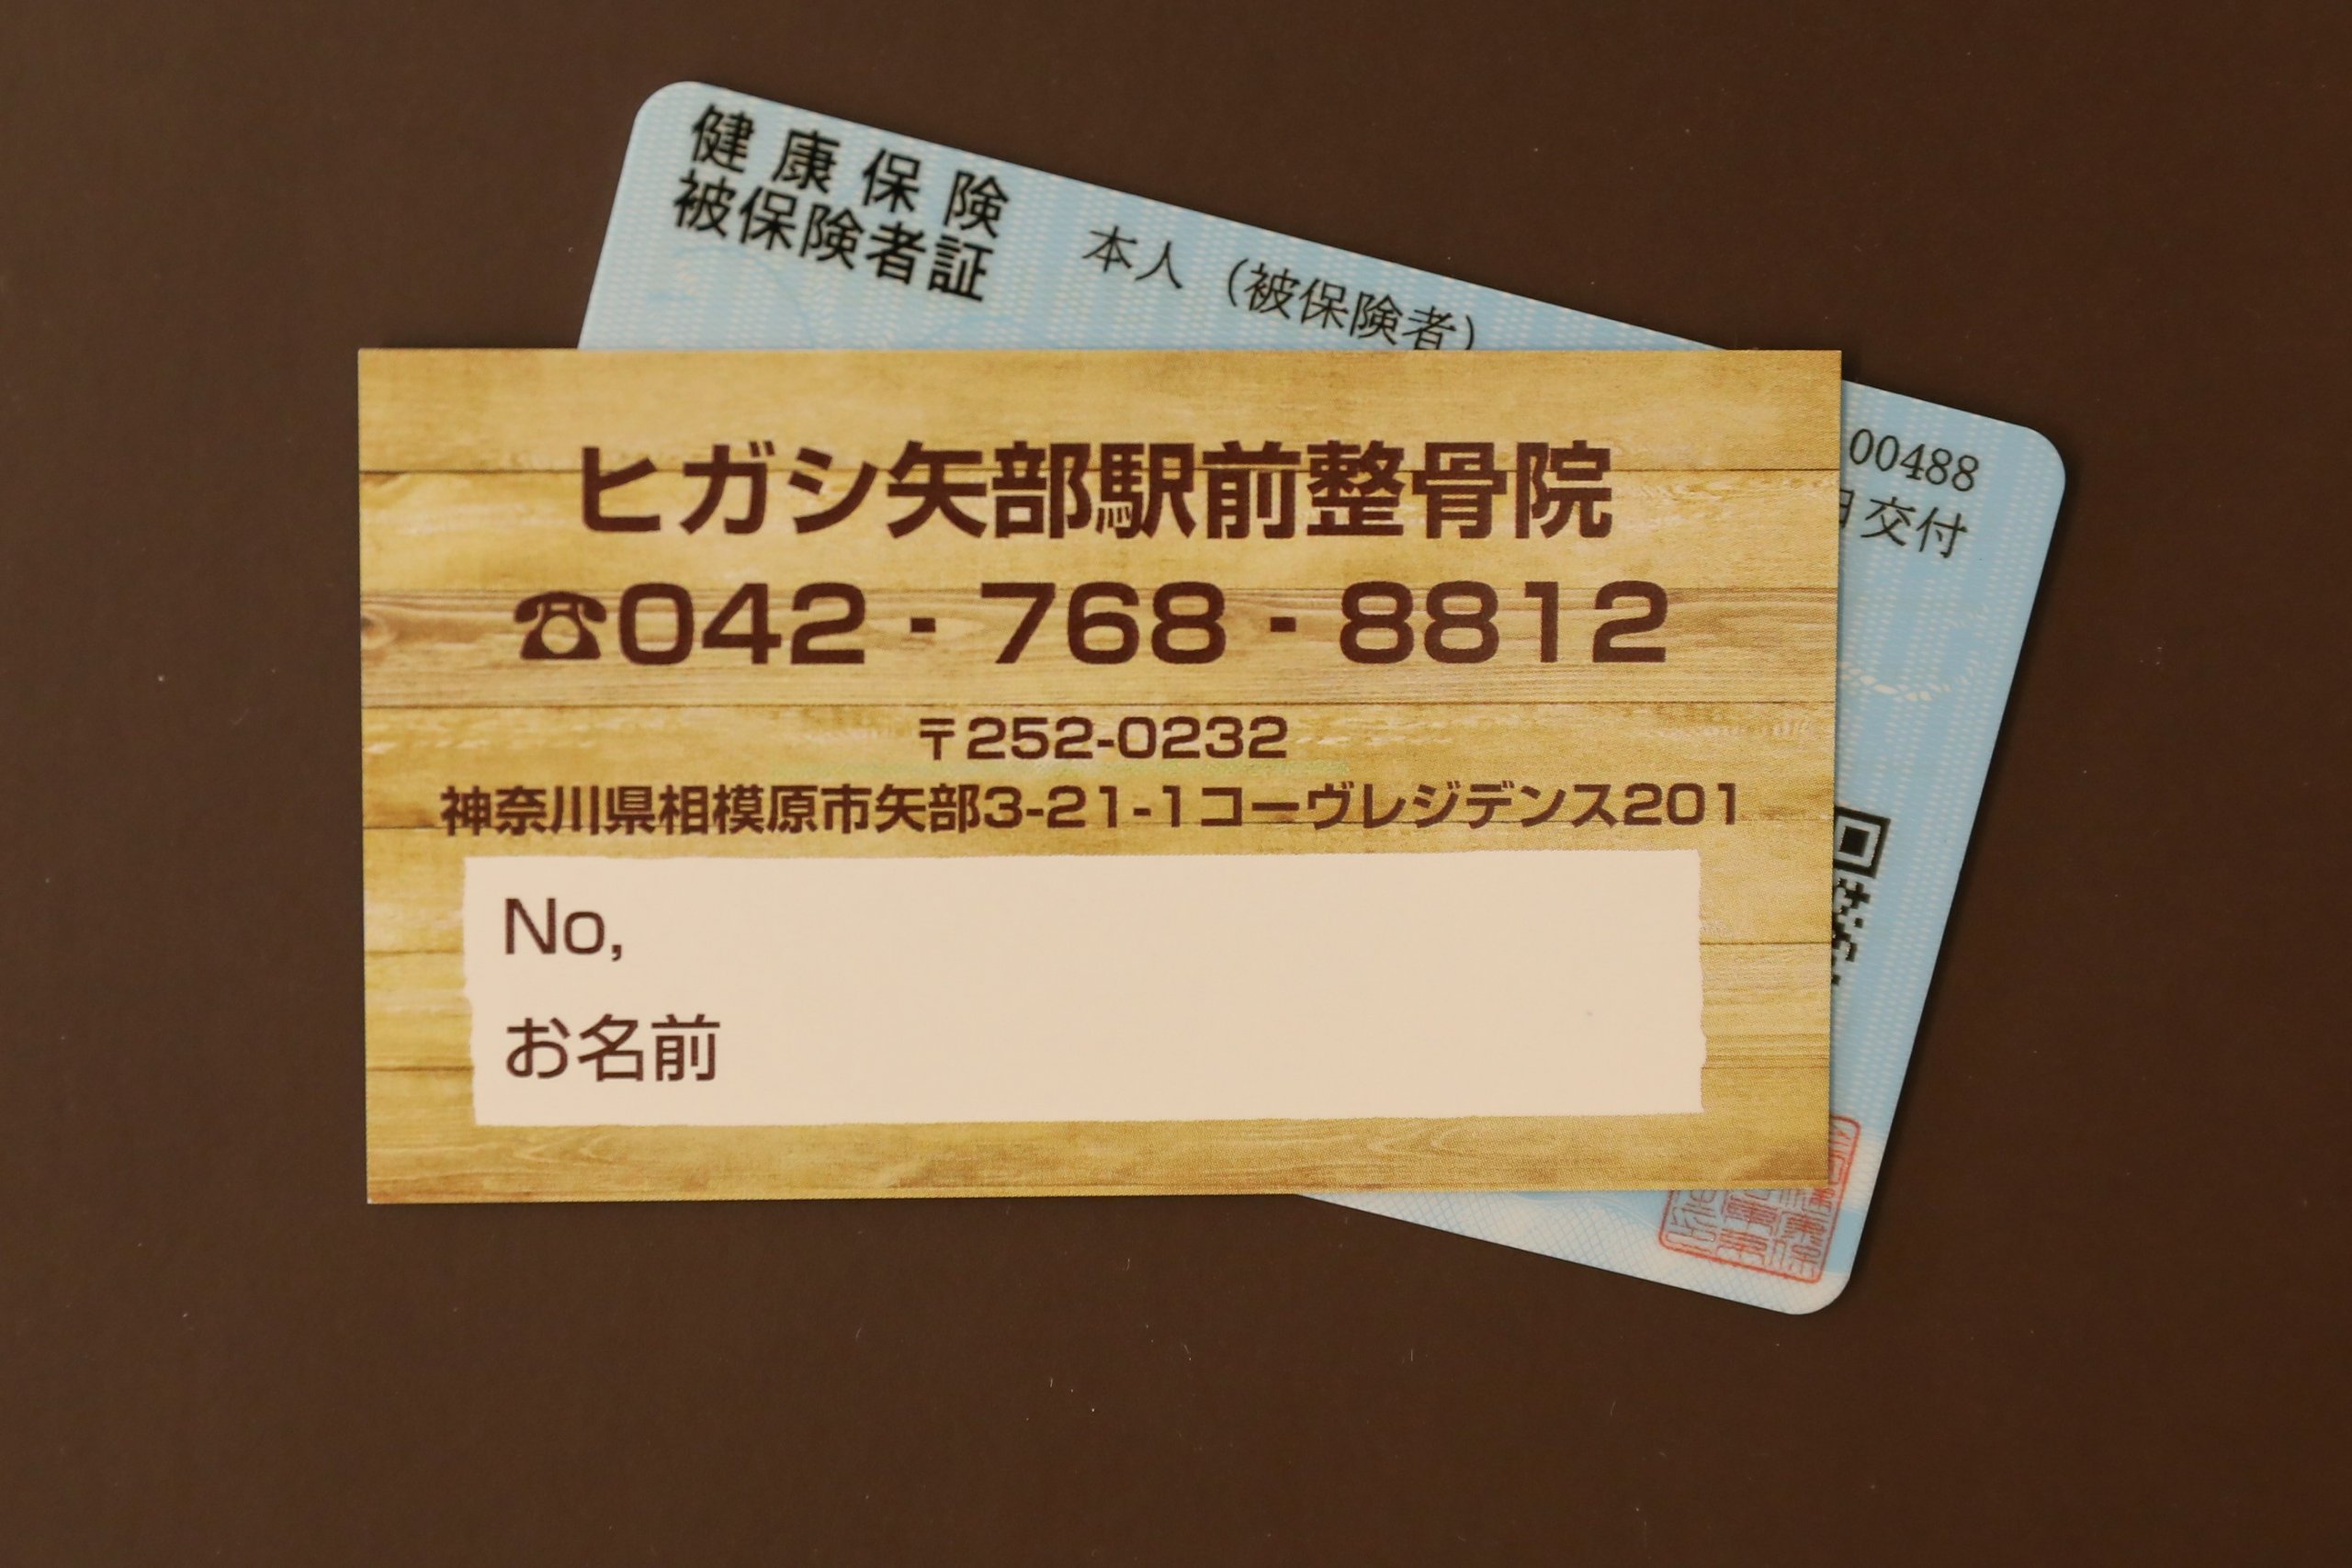 健康保険
被保険者証
本人 (被保険者)
00488
日交付
ヒガシ矢部駅前整骨院
☎042-768-8812
〒252-0232
神奈川県相模原市矢部3-21-1コーヴレジデンス201
No,
お名前